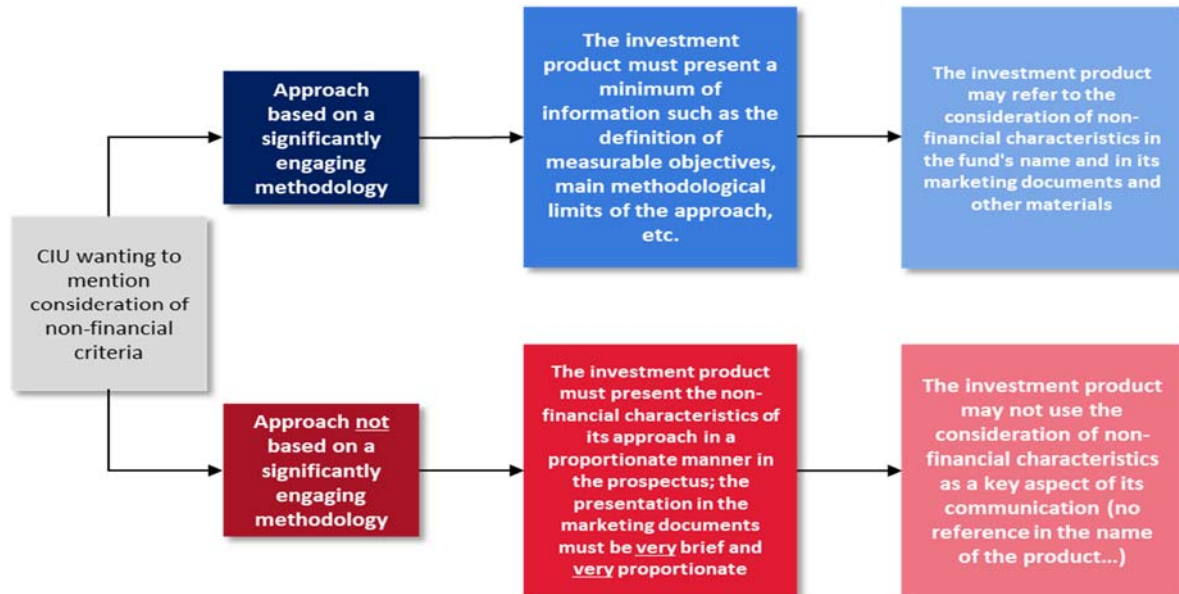 CIU wanting to
mention
consideration of
non-financial
criteria
Approach
based on a
significantly
engaging
methodology
The investment
product must present a
minimum of
information such as the
definition of
measurable objectives,
main methodological
limits of the approach,
etc.
The investment product
may refer to the
consideration of non-
financial characteristics in
the fund's name and in its
marketing documents and
other materials
Approach not
based on a
significantly
engaging
methodology
The investment product
must present the non-
financial characteristics of
its approach in a
proportionate manner in
the prospectus; the
presentation in the
marketing documents
must be very brief and
very proportionate
The investment product
may not use the
consideration of non-
financial characteristics
as a key aspect of its
communication (no
reference in the name
of the product...)